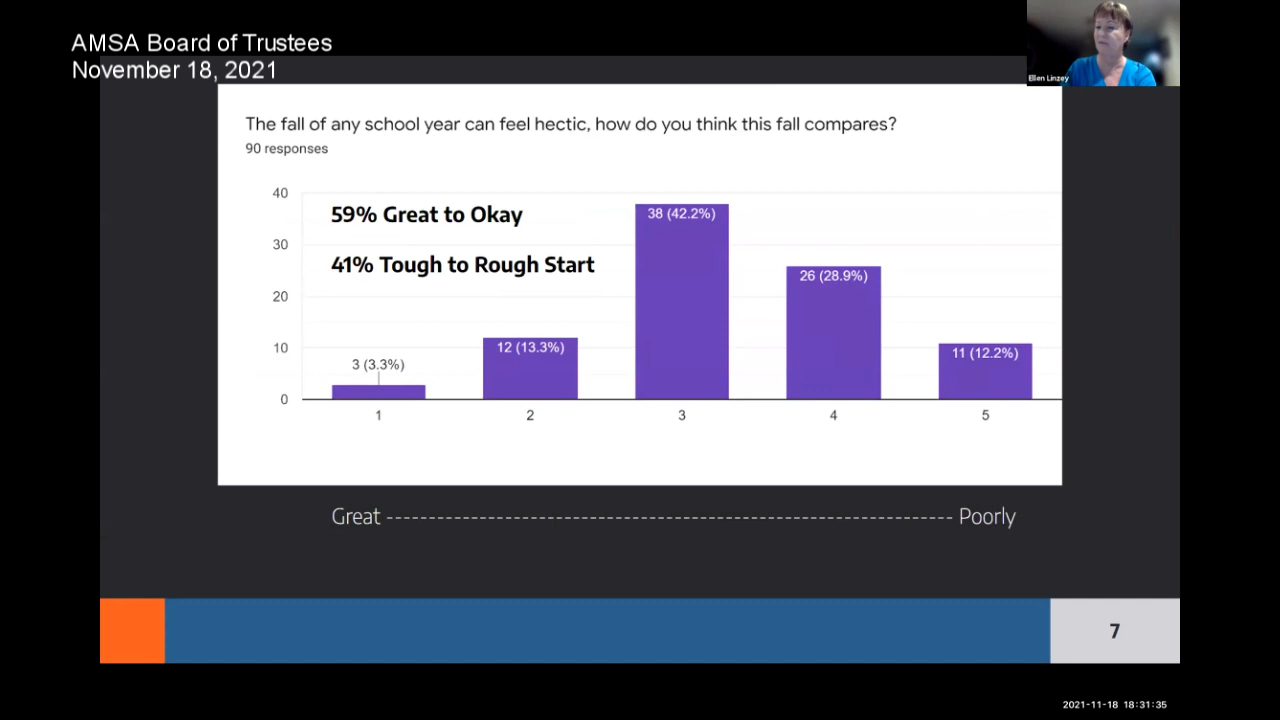 AMSA Board of Trustees
November 18, 2021
Ellen Linzey
The fall of any school year can feel hectic, how do you think this fall compares?
90 responses
40
30
20
10
0
59% Great to Okay
41% Tough to Rough Start
3 (3.3%)
12 (13.3%)
38 (42.2%)
26 (28.9%)
11 (12.2%)
1 2 3 4 5
Great ---------------------------------------------------------------- Poorly
7
2021-11-18 18:31:35